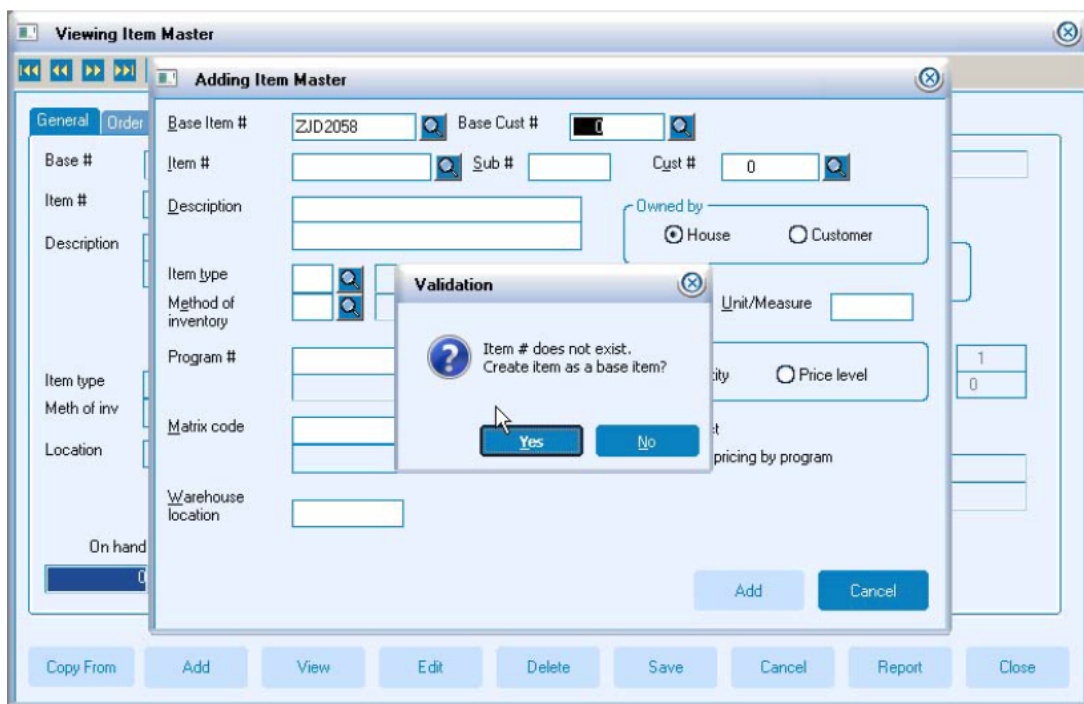 Viewing Item Master
Adding Item Master
General Order
Base #
Item #
Description
Item type
Meth of inv
Location
On hand
0
1
0
Base Item # ZJD2058 Base Cust # 0
Item # Sub # Cust # 0
Description
Owned by
House Customer
Item type
Method of
inventory
Unit/Measure
Program #
Price level
Matrix code
pricing by program
Warehouse
location
Validation
Item # does not exist.
Create item as a base item?
Yes No
Add Cancel
Copy From Add View Edit Delete Save Cancel Report Close